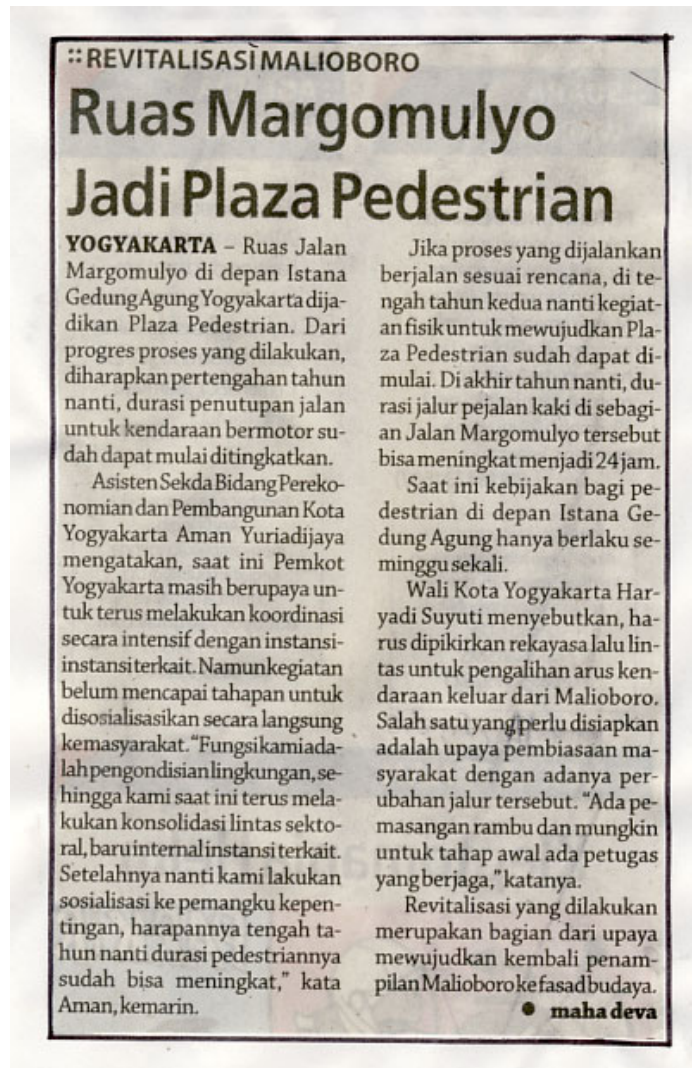 :: REVITALISASI MALIOBORO
Ruas Margomulyo
Jadi Plaza Pedestrian
YOGYAKARTA – Ruas Jalan
Margomulyo di depan Istana
Gedung Agung Yogyakarta dija-
dikan Plaza Pedestrian. Dari
progres proses yang dilakukan,
diharapkan pertengahan tahun
nanti, durasi penutupan jalan
untuk kendaraan bermotor su-
dah dapat mulai ditingkatkan.
Asisten Sekda Bidang Pereko-
nomian dan Pembangunan Kota
Yogyakarta Aman Yuriadijaya
mengatakan, saat ini Pemkot
Yogyakarta masih berupaya un-
tuk terus melakukan koordinasi
secara intensif dengan instansi-
instansi terkait. Namun kegiatan
belum mencapai tahapan untuk
disosialisasikan secara langsung
kemasyarakat. “Fungsi kami ada-
lah pengondisian lingkungan, se-
hingga kami saat ini terus mela-
kukan konsolidasi lintas sekto-
ral, baru internal instansi terkait.
Setelahnya nanti kami lakukan
sosialisasi ke pemangku kepen-
tingan, harapannya tengah ta-
hun nanti durasi pedestriannya
sudah bisa meningkat,” kata
Aman, kemarin.
Jika proses yang dijalankan
berjalan sesuai rencana, di te-
ngah tahun kedua nanti kegiat-
an fisik untuk mewujudkan Pla-
za Pedestrian sudah dapat di-
mulai. Di akhir tahun nanti, du-
rasi jalur pejalan kaki di sebagi-
an Jalan Margomulyo tersebut
bisa meningkat menjadi 24 jam.
Saat ini kebijakan bagi pe-
destrian di depan Istana Ge-
dung Agung hanya berlaku se-
minggu sekali.
Wali Kota Yogyakarta Har-
yadi Suyuti menyebutkan, ha-
rus dipikirkan rekayasa lalu lin-
tas untuk pengalihan arus ken-
daraan keluar dari Malioboro.
Salah satu yang perlu disiapkan
adalah upaya pembiasaan ma-
syarakat dengan adanya per-
ubahan jalur tersebut. “Ada pe-
masangan rambu dan mungkin
untuk tahap awal ada petugas
yang berjaga,” katanya.
Revitalisasi yang dilakukan
merupakan bagian dari upaya
mewujudkan kembali penam-
pilan Malioboro ke fasad budaya.
● maha deva